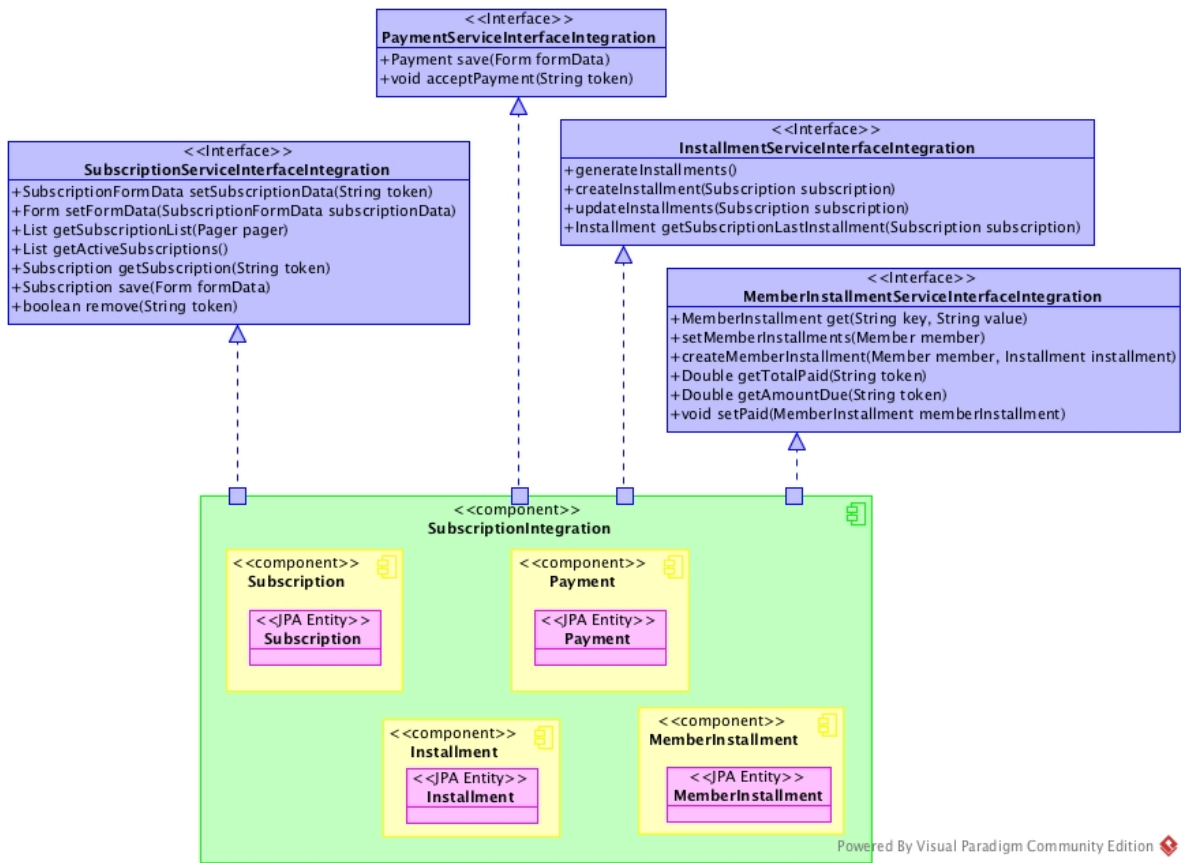 <<Interface>>
PaymentServiceInterfaceIntegration
+Payment save(Form formData)
+void acceptPayment(String token)
<<Interface>>
SubscriptionServiceInterfaceIntegration
+SubscriptionFormData setSubscriptionData(String token)
+Form setFormData(SubscriptionFormData subscriptionData)
+List getSubscriptionList(Pager pager)
+List getActiveSubscriptions()
+Subscription getSubscription(String token)
+Subscription save(Form formData)
+boolean remove(String token)
<<Interface>>
InstallmentServiceInterfaceIntegration
+generateInstallments()
+createInstallment(Subscription subscription)
+updateInstallments(Subscription subscription)
+Installment getSubscriptionLastInstallment(Subscription subscription)
<<Interface>>
MemberInstallmentServiceInterfaceIntegration
+MemberInstallment get(String key, String value)
+setMemberInstallments(Member member)
+createMemberInstallment(Member member, Installment installment)
+Double getTotalPaid(String token)
+Double getAmountDue(String token)
+void setPaid(MemberInstallment memberInstallment)
<<component>>
SubscriptionIntegration
<<component>>
Subscription
<<JPA Entity>>
Subscription
<<component>>
Payment
<<JPA Entity>>
Payment
<<component>>
Installment
<<JPA Entity>>
Installment
<<component>>
MemberInstallment
<<JPA Entity>>
MemberInstallment
Powered By Visual Paradigm Community Edition